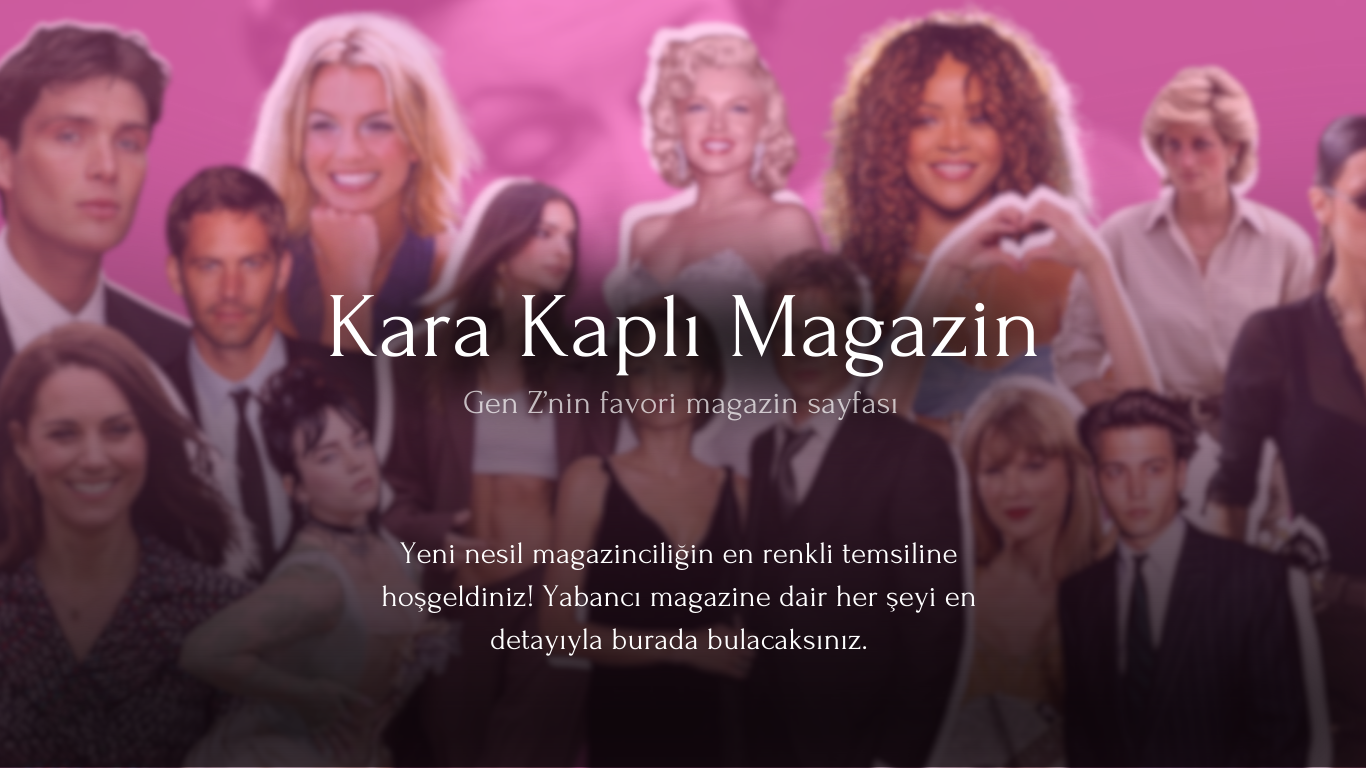 Kara Kaplı Magazin
Gen Z'nin favori magazin sayfası
Yeni nesil magazinciliğin en renkli temsiline
hoşgeldiniz! Yabancı magazine dair her şeyi en
detayıyla burada bulacaksınız.